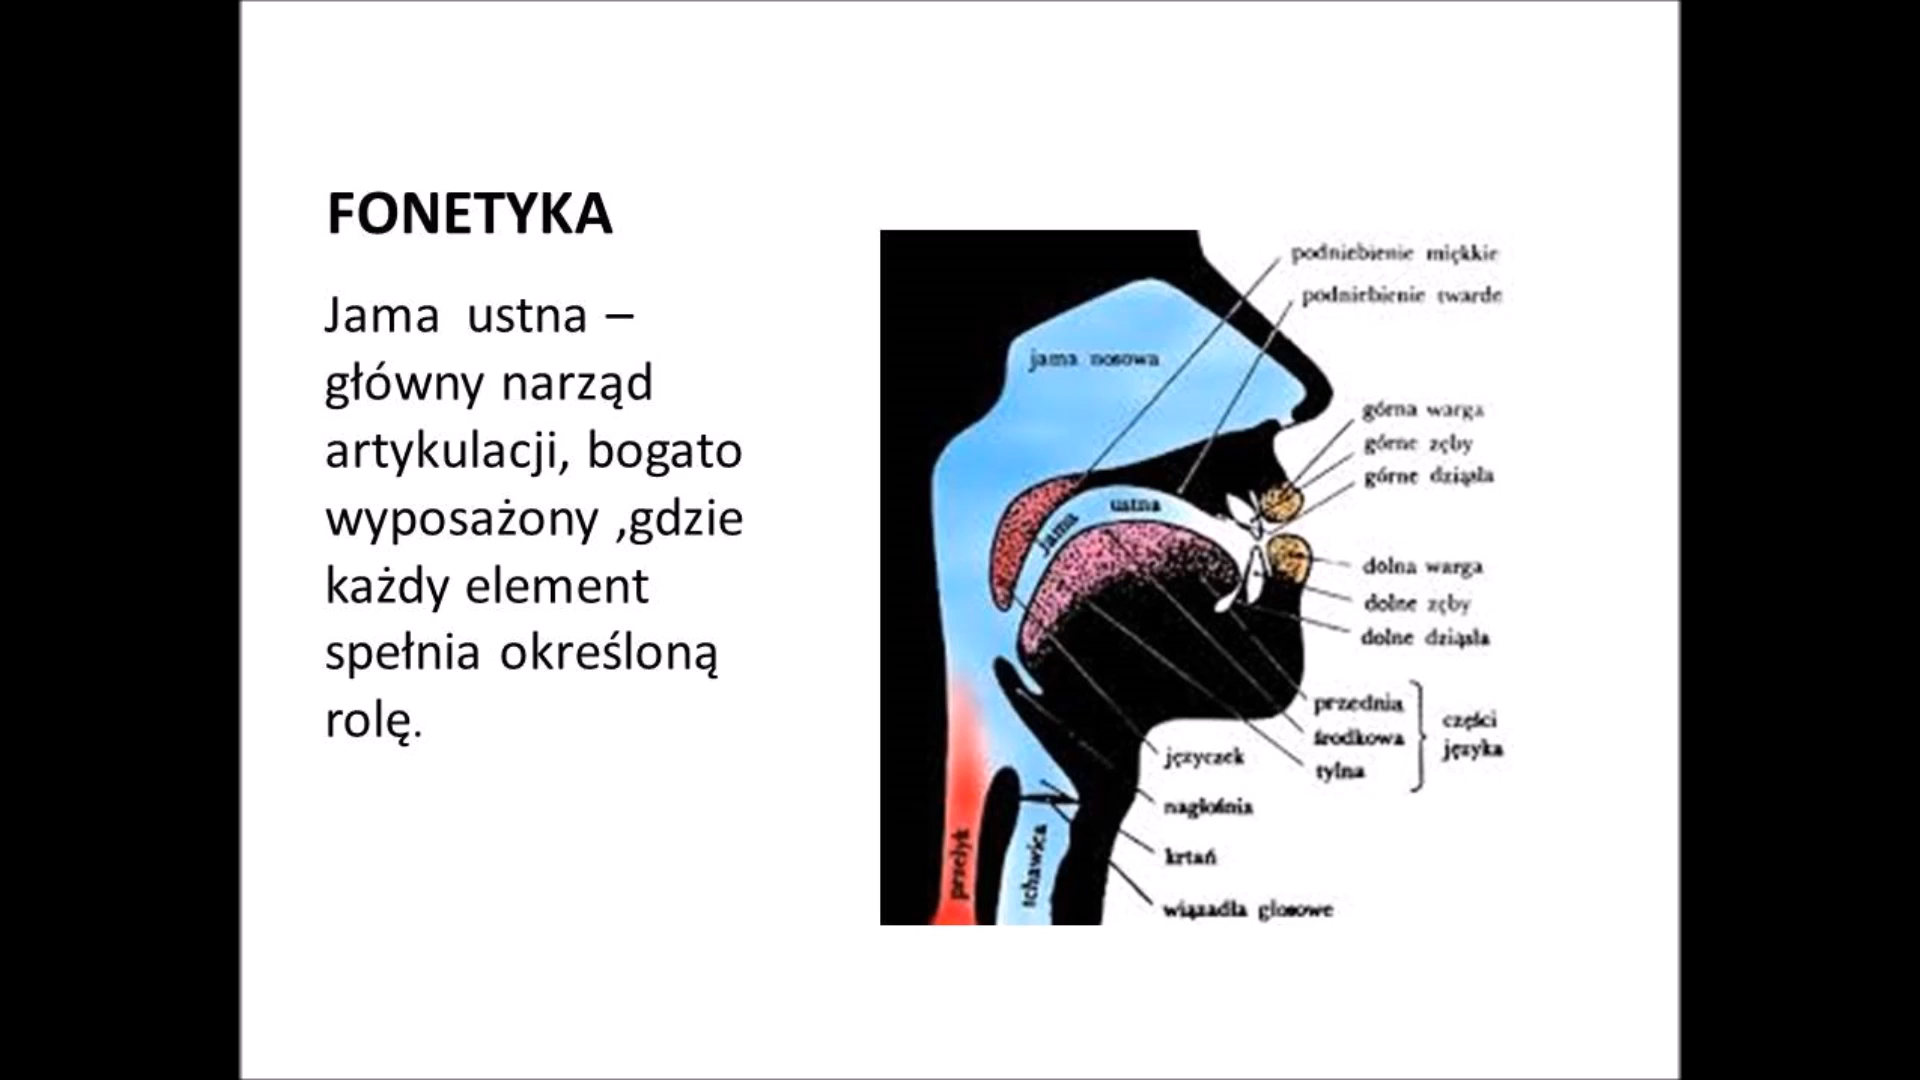 FONETYKA
Jama ustna –
główny narząd
artykulacji, bogato
wyposażony ,gdzie
każdy element
spełnia określoną
rolę.
podniebienie miękkie
podniebienie twarde
jama nosowa
górna warga
górne zęby
górne dziąsła
jama ustna
dolna warga
dolne zęby
dolne dziąsła
przednia
środkowa
tylna
części
języka
języczek
nagłośnia
krtań
wiązadła głosowe
przełyk
tchawica